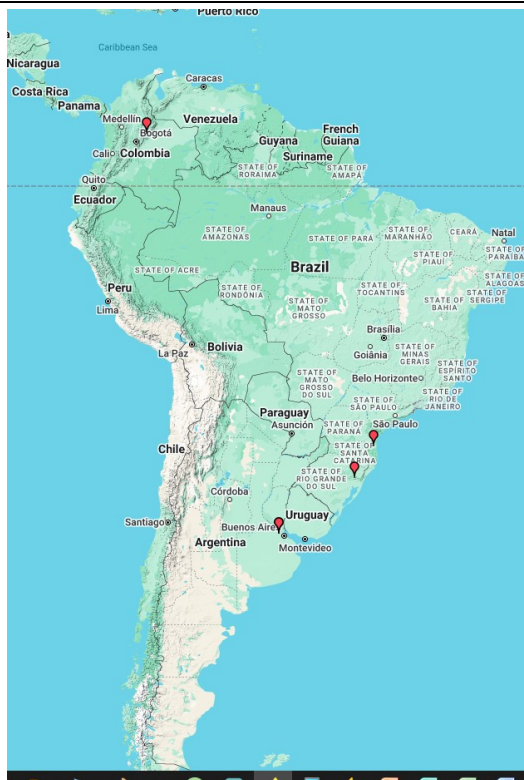 Puerto Rico
Caribbean Sea
Nicaragua
Caracas
Costa Rica
Panama
Medellín
Venezuela
Bogotá
Guyana
French
Guiana
Cali
Colombia
Suriname
STATE OF
RORAIMA
STATE OF
AMAPÁ
Quito
Ecuador
Manaus
STATE OF
AMAZONAS
STATE OF PARÁ
STATE OF
MARANHÃO
CEARÁ
Natal
STATE OF
PARAÍBA
STATE OF
PIAUÍ
STATE OF ACRE
Brazil
STATE OF
ALAGOAS
Peru
STATE OF
RONDÔNIA
STATE OF
TOCANTINS
STATE OF
SERGIPE
Lima
STATE OF
MATO
GROSSO
STATE OF
BAHIA
Brasília
La Paz
Bolivia
Goiânia
STATE OF
MINAS
GERAIS
STATE OF
ESPÍRITO
SANTO
STATE OF
MATO
GROSSO
DO SUL
Belo Horizonte
STATE OF
RIO DE
JANEIRO
STATE OF
SÃO PAULO
Paraguay
Asunción
STATE OF
PARANÁ
São Paulo
Chile
STATE OF
SANTA
CATARINA
STATE OF
RIO GRANDE
DO SUL
Córdoba
Uruguay
Santiago
Buenos Aires
Argentina
Montevideo